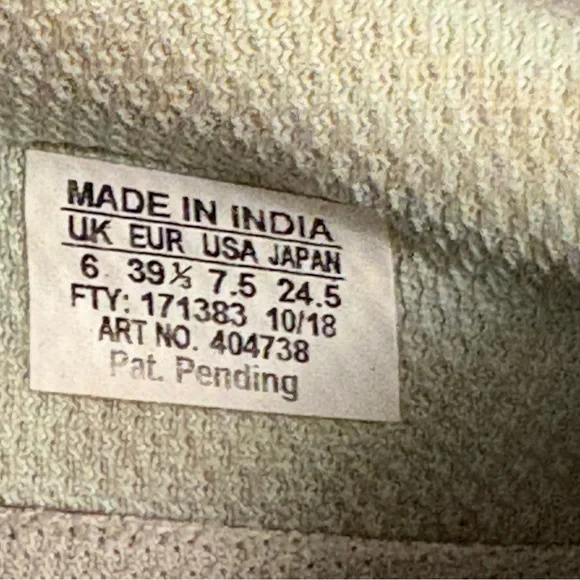 MADE IN INDIA
UK EUR USA JAPAN
6 39⅓ 7.5 24.5
FTY: 171383 10/18
ART NO. 404738
Pat. Pending